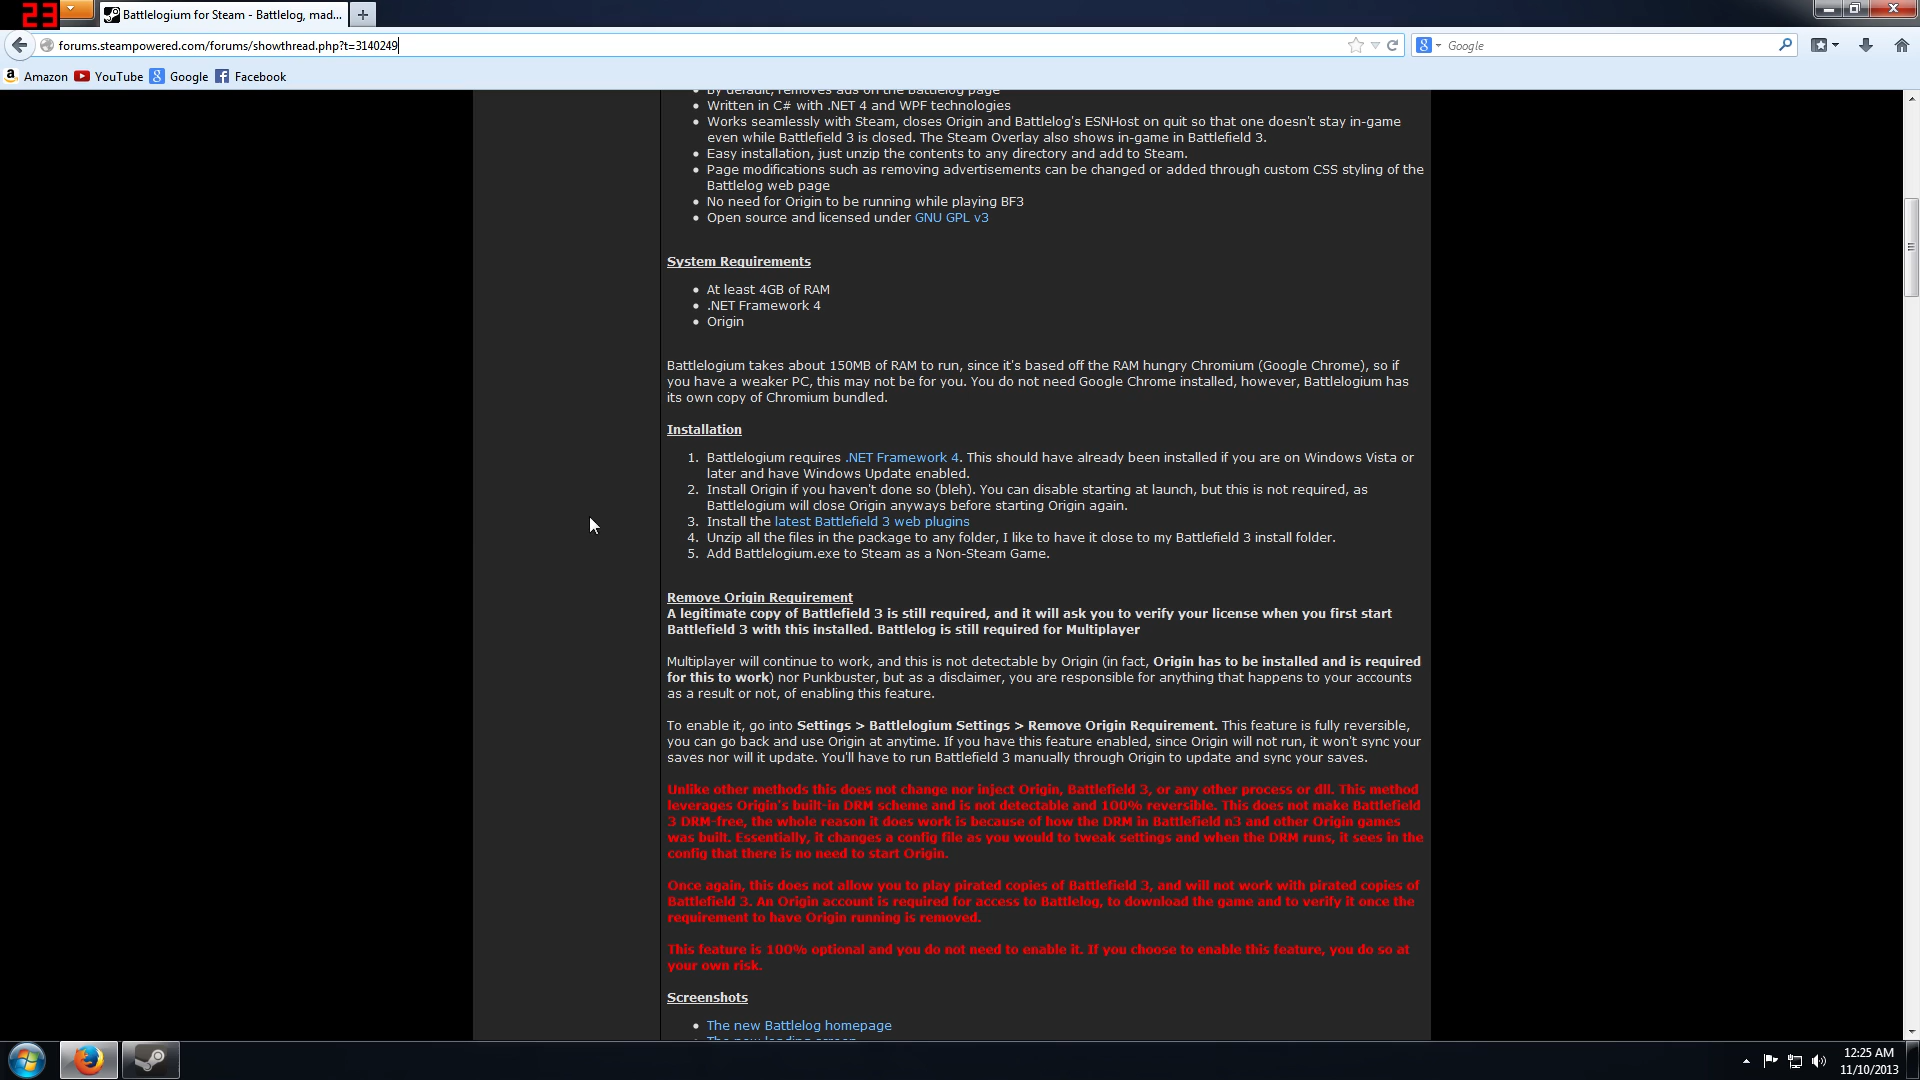 23
Battlelogium for Steam - Battlelog, mad...
forums.steampowered.com/forums/showthread.php?t=3140249
Google
Amazon YouTube Google Facebook
By default, removes ads on the Battlelog page
Written in C# with .NET 4 and WPF technologies
Works seamlessly with Steam, closes Origin and Battlelog's ESNHost on quit so that one doesn't stay in-game
even while Battlefield 3 is closed. The Steam Overlay also shows in-game in Battlefield 3.
Easy installation, just unzip the contents to any directory and add to Steam.
Page modifications such as removing advertisements can be changed or added through custom CSS styling of the
Battlelog web page
No need for Origin to be running while playing BF3
Open source and licensed under GNU GPL v3
System Requirements
At least 4GB of RAM
.NET Framework 4
Origin
Battlelogium takes about 150MB of RAM to run, since it's based off the RAM hungry Chromium (Google Chrome), so if
you have a weaker PC, this may not be for you. You do not need Google Chrome installed, however, Battlelogium has
its own copy of Chromium bundled.
Installation
1. Battlelogium requires .NET Framework 4. This should have already been installed if you are on Windows Vista or
later and have Windows Update enabled.
2. Install Origin if you haven't done so (bleh). You can disable starting at launch, but this is not required, as
Battlelogium will close Origin anyways before starting Origin again.
3. Install the latest Battlefield 3 web plugins
4. Unzip all the files in the package to any folder, I like to have it close to my Battlefield 3 install folder.
5. Add Battlelogium.exe to Steam as a Non-Steam Game.
Remove Origin Requirement
A legitimate copy of Battlefield 3 is still required, and it will ask you to verify your license when you first start
Battlefield 3 with this installed. Battlelog is still required for Multiplayer
Multiplayer will continue to work, and this is not detectable by Origin (in fact, Origin has to be installed and is required
for this to work) nor Punkbuster, but as a disclaimer, you are responsible for anything that happens to your accounts
as a result or not, of enabling this feature.
To enable it, go into Settings > Battlelogium Settings > Remove Origin Requirement. This feature is fully reversible,
you can go back and use Origin at anytime. If you have this feature enabled, since Origin will not run, it won't sync your
saves nor will it update. You'll have to run Battlefield 3 manually through Origin to update and sync your saves.
Unlike other methods this does not change nor inject Origin, Battlefield 3, or any other process or dll. This method
leverages Origin's built-in DRM scheme and is not detectable and 100% reversible. This does not make Battlefield
3 DRM-free, the whole reason it does work is because of how the DRM in Battlefield n3 and other Origin games
was built. Essentially, it changes a config file as you would to tweak settings and when the DRM runs, it sees in the
config that there is no need to start Origin.
Once again, this does not allow you to play pirated copies of Battlefield 3, and will not work with pirated copies of
Battlefield 3. An Origin account is required for access to Battlelog, to download the game and to verify it once the
requirement to have Origin running is removed.
This feature is 100% optional and you do not need to enable it. If you choose to enable this feature, you do so at
your own risk.
Screenshots
The new Battlelog homepage
The new loading screen
12:25 AM
11/10/2013